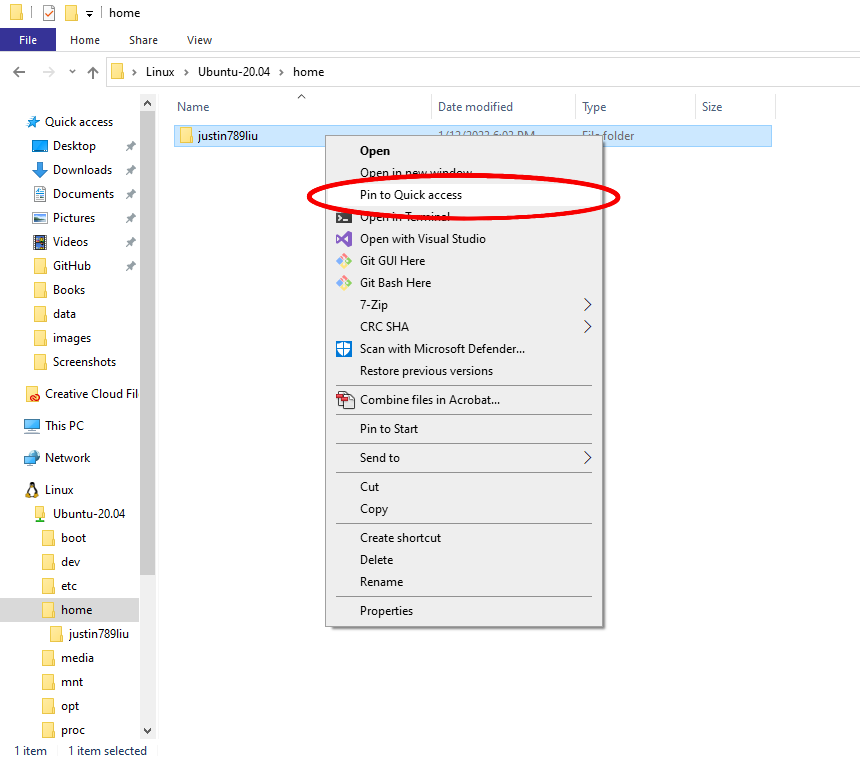 home
File Home Share View
Linux Ubuntu-20.04 home
Name Date modified Type Size
justin789liu 1/12/2022 6:03 PM File folder
Quick access
Desktop
Downloads
Documents
Pictures
Videos
GitHub
Books
data
images
Screenshots
Creative Cloud Fil
This PC
Network
Linux
Ubuntu-20.04
boot
dev
etc
home
justin789liu
media
mnt
opt
proc
Open
Open in new window
Pin to Quick access
Open in Terminal
Open with Visual Studio
Git GUI Here
Git Bash Here
7-Zip
CRC SHA
Scan with Microsoft Defender...
Restore previous versions
Combine files in Acrobat...
Pin to Start
Send to
Cut
Copy
Create shortcut
Delete
Rename
Properties
1 item 1 item selected